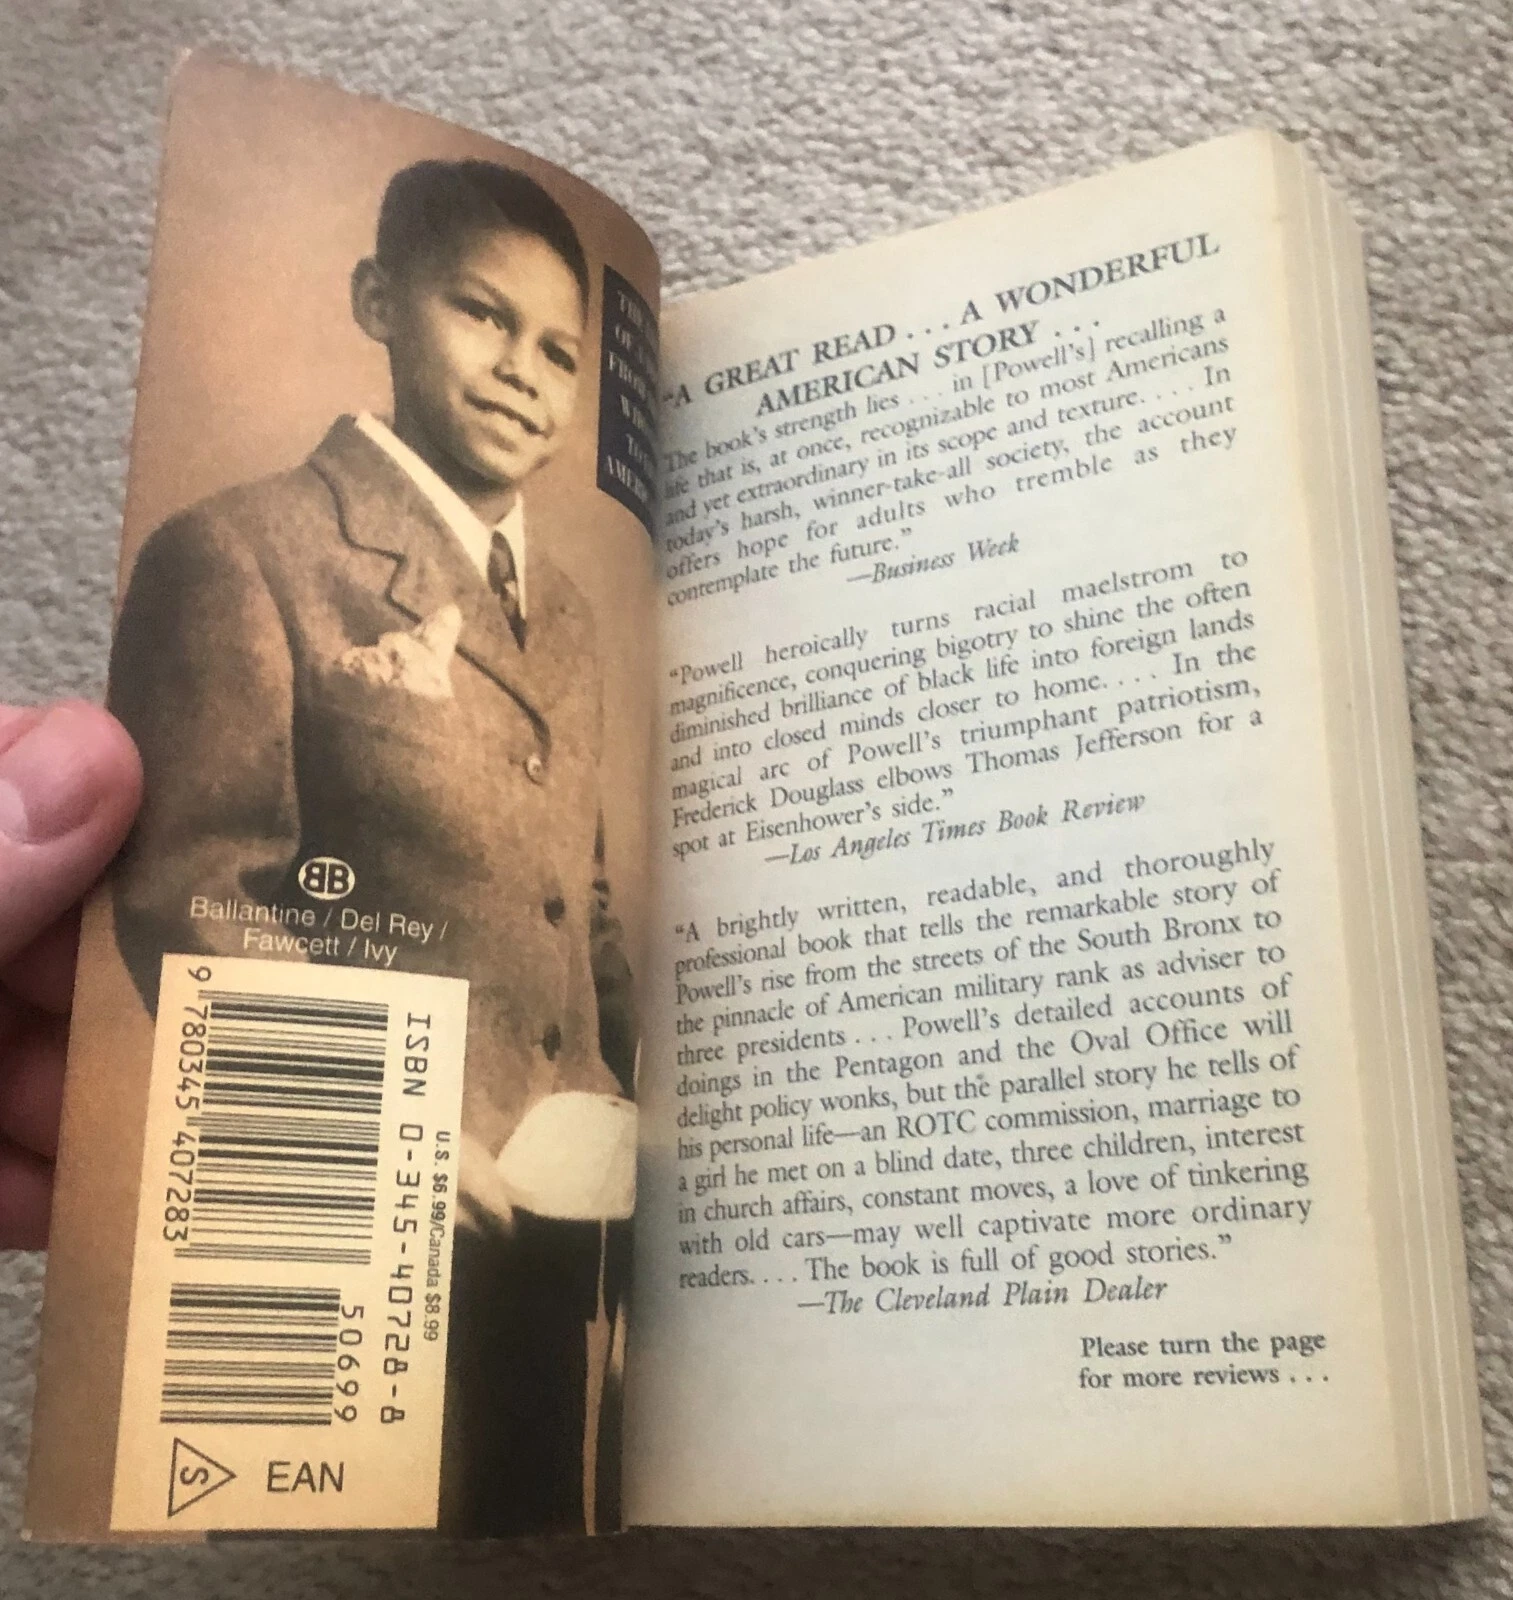 BB
Ballantine / Del Rey /
Fawcett / Ivy
9 780345 407283
ISBN 0-345-40728-8
U.S. $6.99/Canada $8.99
50699
S
EAN
"A GREAT READ . . . A WONDERFUL
AMERICAN STORY . . .
The book's strength lies . . . in [Powell's] recalling a
life that is, at once, recognizable to most Americans
and yet extraordinary in its scope and texture. . . . In
today's harsh, winner-take-all society, the account
offers hope for adults who tremble as they
contemplate the future."
—Business Week
"Powell heroically turns racial maelstrom to
magnificence, conquering bigotry to shine the often
diminished brilliance of black life into foreign lands
and into closed minds closer to home. . . . In the
magical arc of Powell's triumphant patriotism,
Frederick Douglass elbows Thomas Jefferson for a
spot at Eisenhower's side."
—Los Angeles Times Book Review
"A brightly written, readable, and thoroughly
professional book that tells the remarkable story of
Powell's rise from the streets of the South Bronx to
the pinnacle of American military rank as adviser to
three presidents . . . Powell's detailed accounts of
doings in the Pentagon and the Oval Office will
delight policy wonks, but the parallel story he tells of
his personal life—an ROTC commission, marriage to
a girl he met on a blind date, three children, interest
in church affairs, constant moves, a love of tinkering
with old cars—may well captivate more ordinary
readers. . . . The book is full of good stories."
—The Cleveland Plain Dealer
Please turn the page
for more reviews . . .